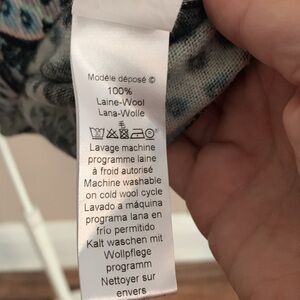 Modèle déposé ©
100%
Laine-Wool
Lana-Wolle
Lavage machine
programme laine
à froid autorisé
Machine washable
on cold wool cycle
Lavado a máquina
programa lana en
frío permitido
Kalt waschen mit
Wollpflege
programm
Nettoyer sur
envers